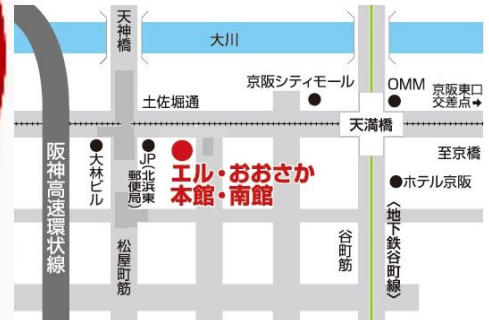 天神橋
大川
京阪シティモール
OMM
京阪東口
交差点➡
土佐堀通
天満橋
至京橋
阪神高速環状線
大林ビル
JP(北浜東
郵便局)
エル・おおさか
本館・南館
ホテル京阪
松屋町筋
谷町筋
〈地下鉄谷町線〉